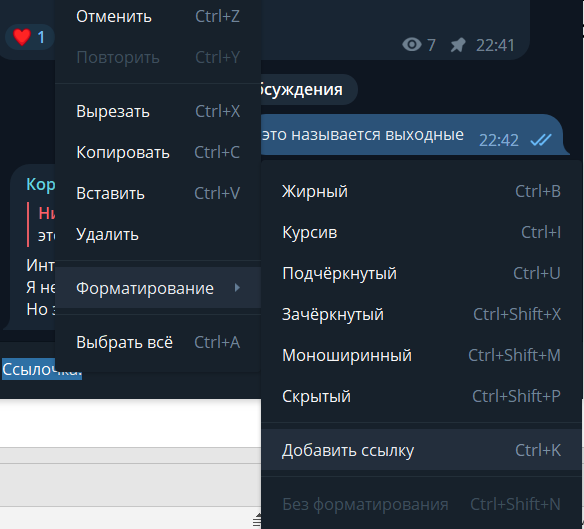 1
7
22:41
Отменить Ctrl+Z
Повторить Ctrl+Y
бсуждения
Вырезать Ctrl+X
это называется выходные 22:42
Копировать Ctrl+C
Вставить Ctrl+V
Удалить
Форматирование
Выбрать всё Ctrl+A
Кор
Ни
это
Инт
Я не
Но з
Ссылочка.
Жирный Ctrl+B
Курсив Ctrl+I
Подчёркнутый Ctrl+U
Зачёркнутый Ctrl+Shift+X
Моноширинный Ctrl+Shift+M
Скрытый Ctrl+Shift+P
Добавить ссылку Ctrl+K
Без форматирования Ctrl+Shift+N